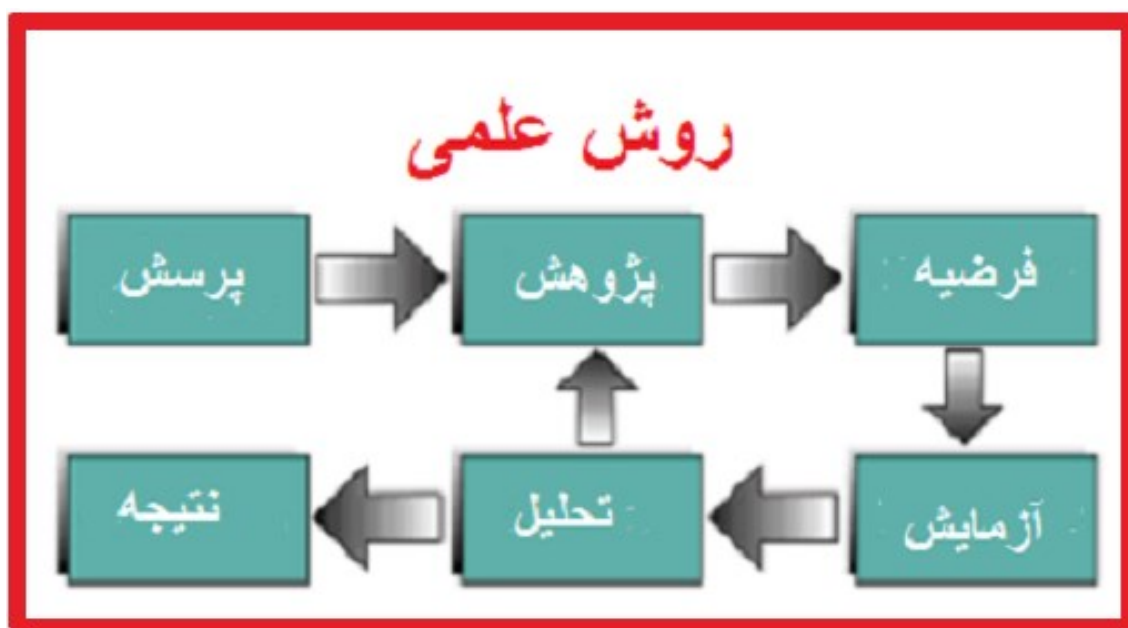 روش علمی
پرسش
پژوهش
فرضیه
آزمایش
تحلیل
نتیجه